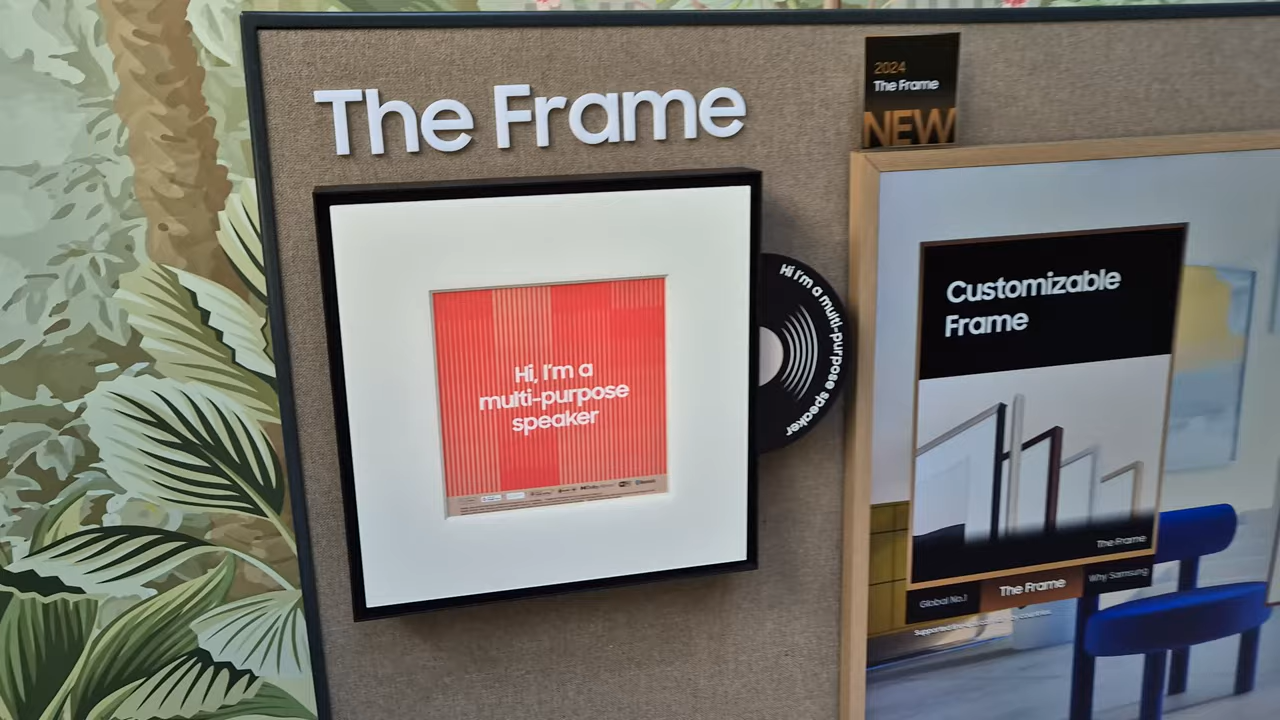 The Frame
2024
The Frame
NEW
Hi, I'm a
multi-purpose
speaker
Hi I'm a multi-purpose speaker
Customizable
Frame
The Frame
Global No.1
The Frame
Why Samsung
Supported